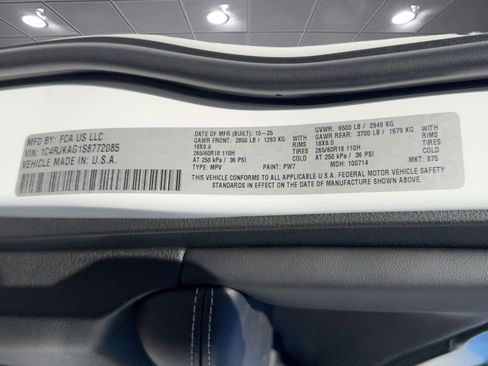 MFD BY: FCA US LLC
VIN: 1C4RJKAG1S8772085
VEHICLE MADE IN: U.S.A.
DATE OF MFR (BUILT): 10-25
GAWR FRONT: 2850 LB / 1293 KG
18X8.0
265/60R18 110H
AT 250 kPa / 36 PSI
TYPE: MPV
WITH
RIMS
TIRES
COLD
PAINT: PW7
GVWR: 6500 LB / 2949 KG
GAWR REAR: 3700 LB / 1679 KG
18X8.0
265/60R18 110H
AT 250 kPa / 36 PSI
MDH: 100714
WITH
RIMS
TIRES
COLD
MKT: 875
THIS VEHICLE CONFORMS TO ALL APPLICABLE U.S.A. FEDERAL MOTOR VEHICLE SAFETY
STANDARDS IN EFFECT ON THE DATE OF MANUFACTURE SHOWN ABOVE.